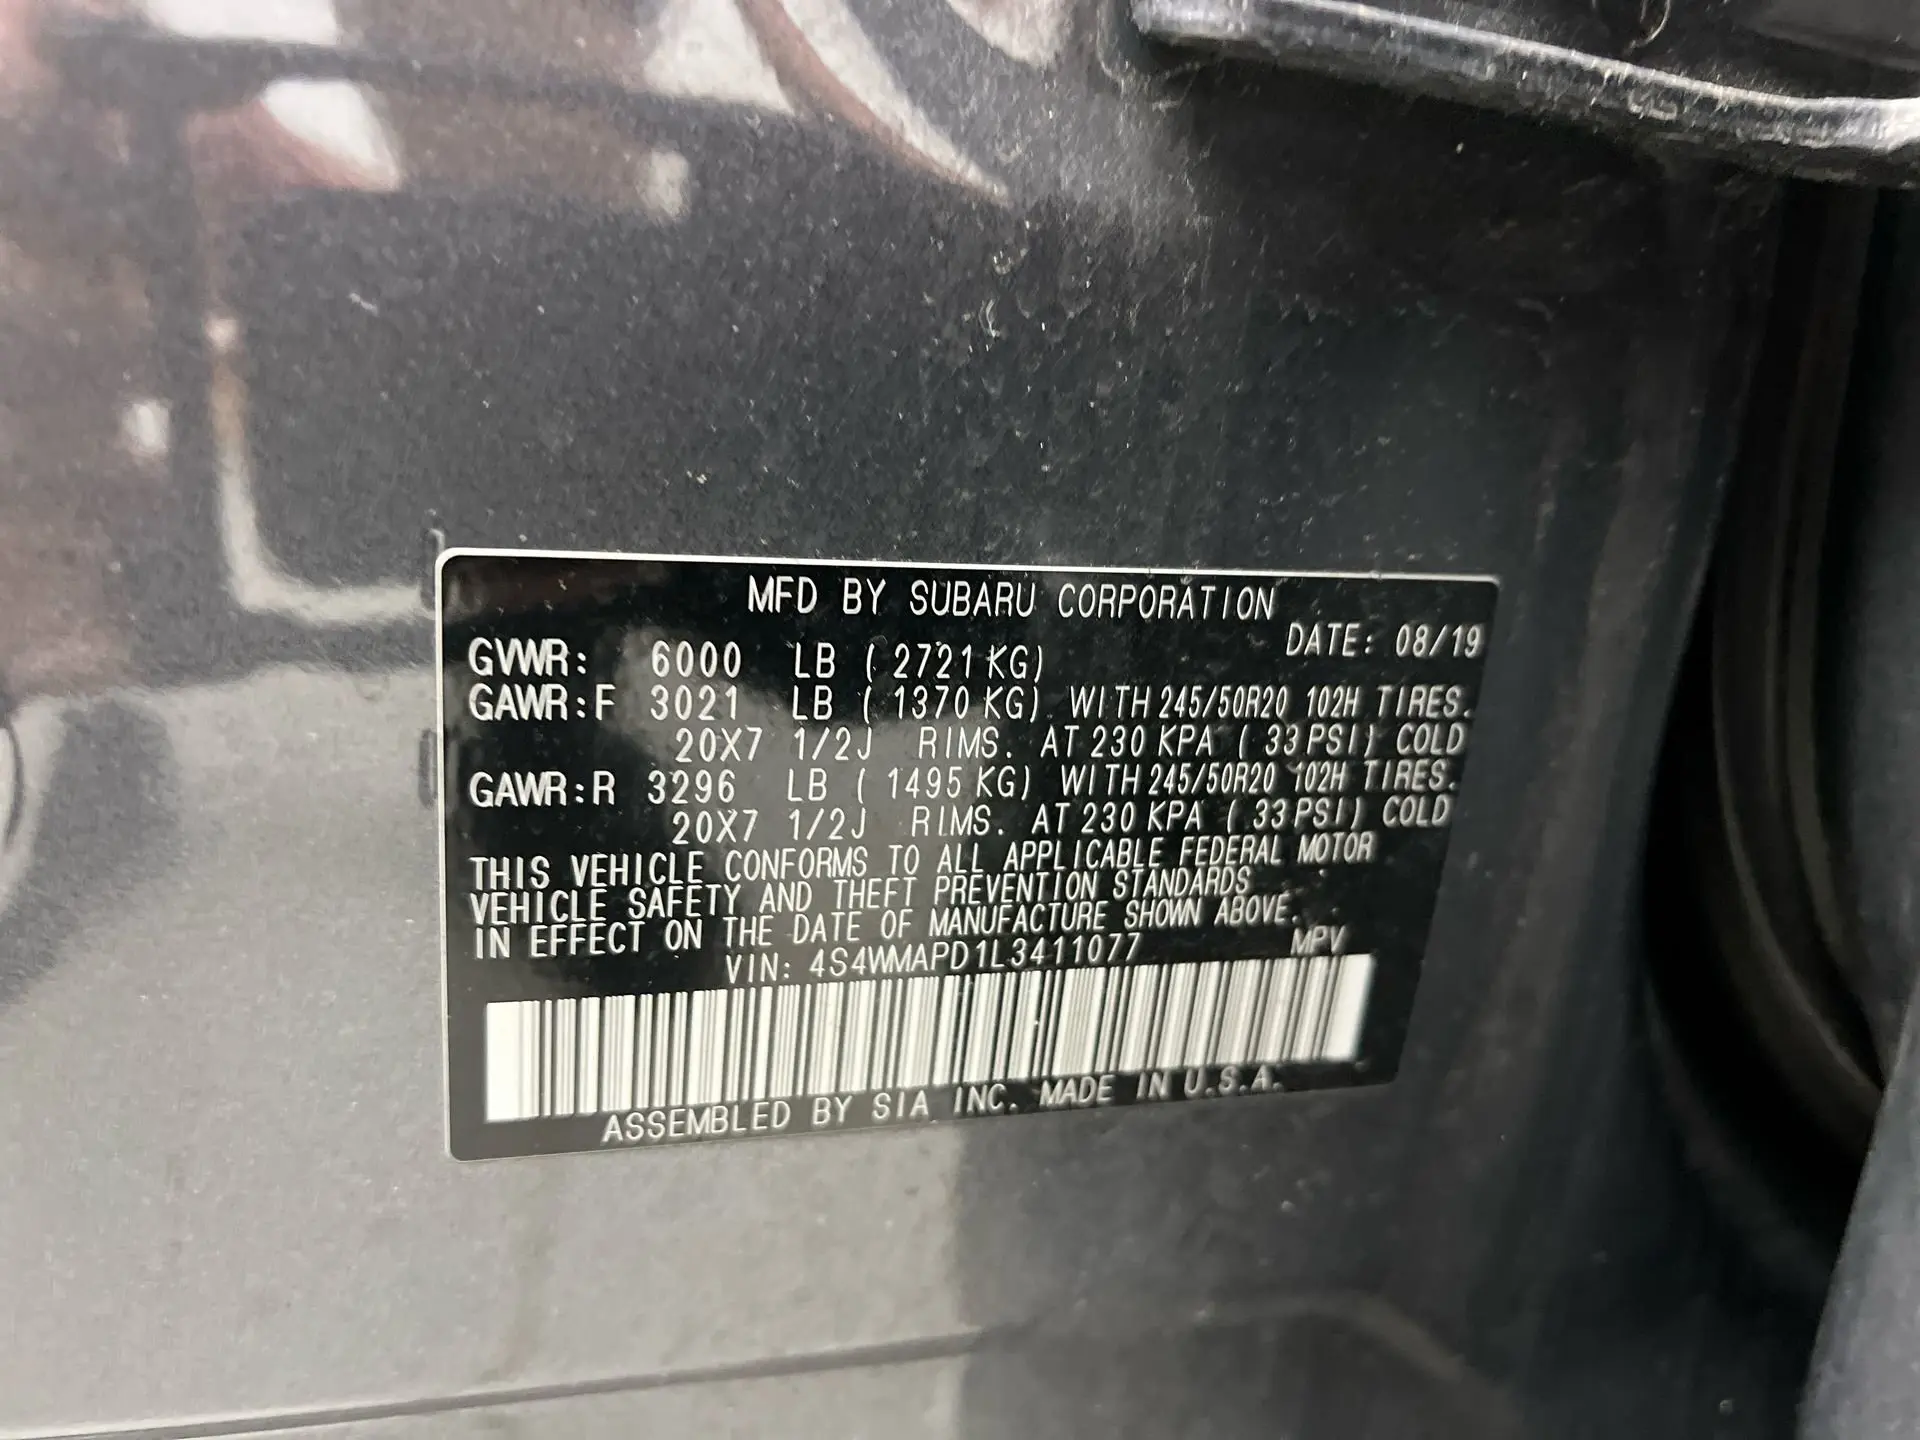 MFD BY SUBARU CORPORATION
DATE: 08/19
GVWR: 6000 LB ( 2721 KG)
GAWR:F 3021 LB ( 1370 KG) WITH 245/50R20 102H TIRES.
20X7 1/2J RIMS. AT 230 KPA ( 33 PSI) COLD
GAWR:R 3296 LB ( 1495 KG) WITH 245/50R20 102H TIRES.
20X7 1/2J RIMS. AT 230 KPA ( 33 PSI) COLD
THIS VEHICLE CONFORMS TO ALL APPLICABLE FEDERAL MOTOR
VEHICLE SAFETY AND THEFT PREVENTION STANDARDS
IN EFFECT ON THE DATE OF MANUFACTURE SHOWN ABOVE.
VIN: 4S4WMAPD1L3411077 MPV
ASSEMBLED BY SIA INC. MADE IN U.S.A.